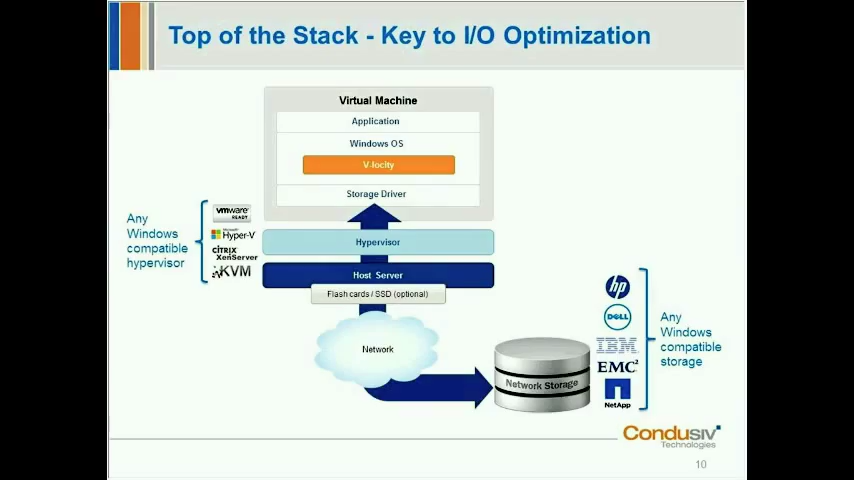 Top of the Stack - Key to I/O Optimization
Virtual Machine
Application
Windows OS
V-locity
Storage Driver
Any
Windows
compatible
hypervisor
vmware
READY
Microsoft
Hyper-V
CITRIX
XenServer
KVM
Hypervisor
Host Server
Flash cards / SSD (optional)
Network
Network Storage
hp
DELL
IBM
EMC²
NetApp
Any
Windows
compatible
storage
Condusiv
Technologies
10